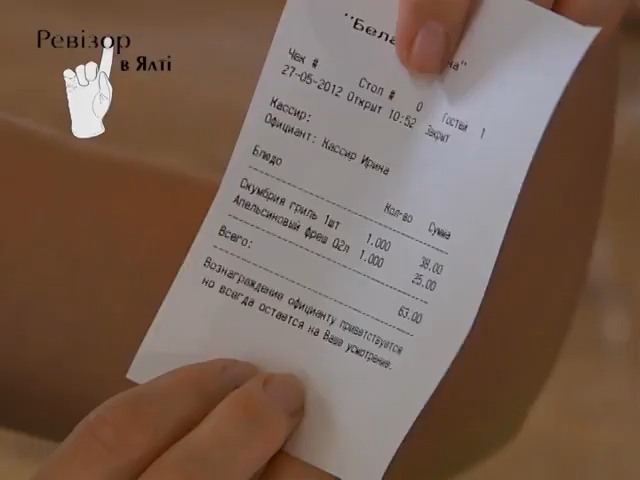 Ревізор
в Ялті
Чек #
Стол # 0 Гостей 1
27-05-2012 Открыт 10:52 Закрыт
Кассир:
Официант: Кассир Ирина
Блюдо Кол-во Сумма
Скумбрия гриль 1шт 1.000 38.00
Апельсиновый фреш 02л 1.000 25.00
Всего: 63.00
Вознаграждение официанту приветствуется
но всегда остается на Ваше усмотрение.